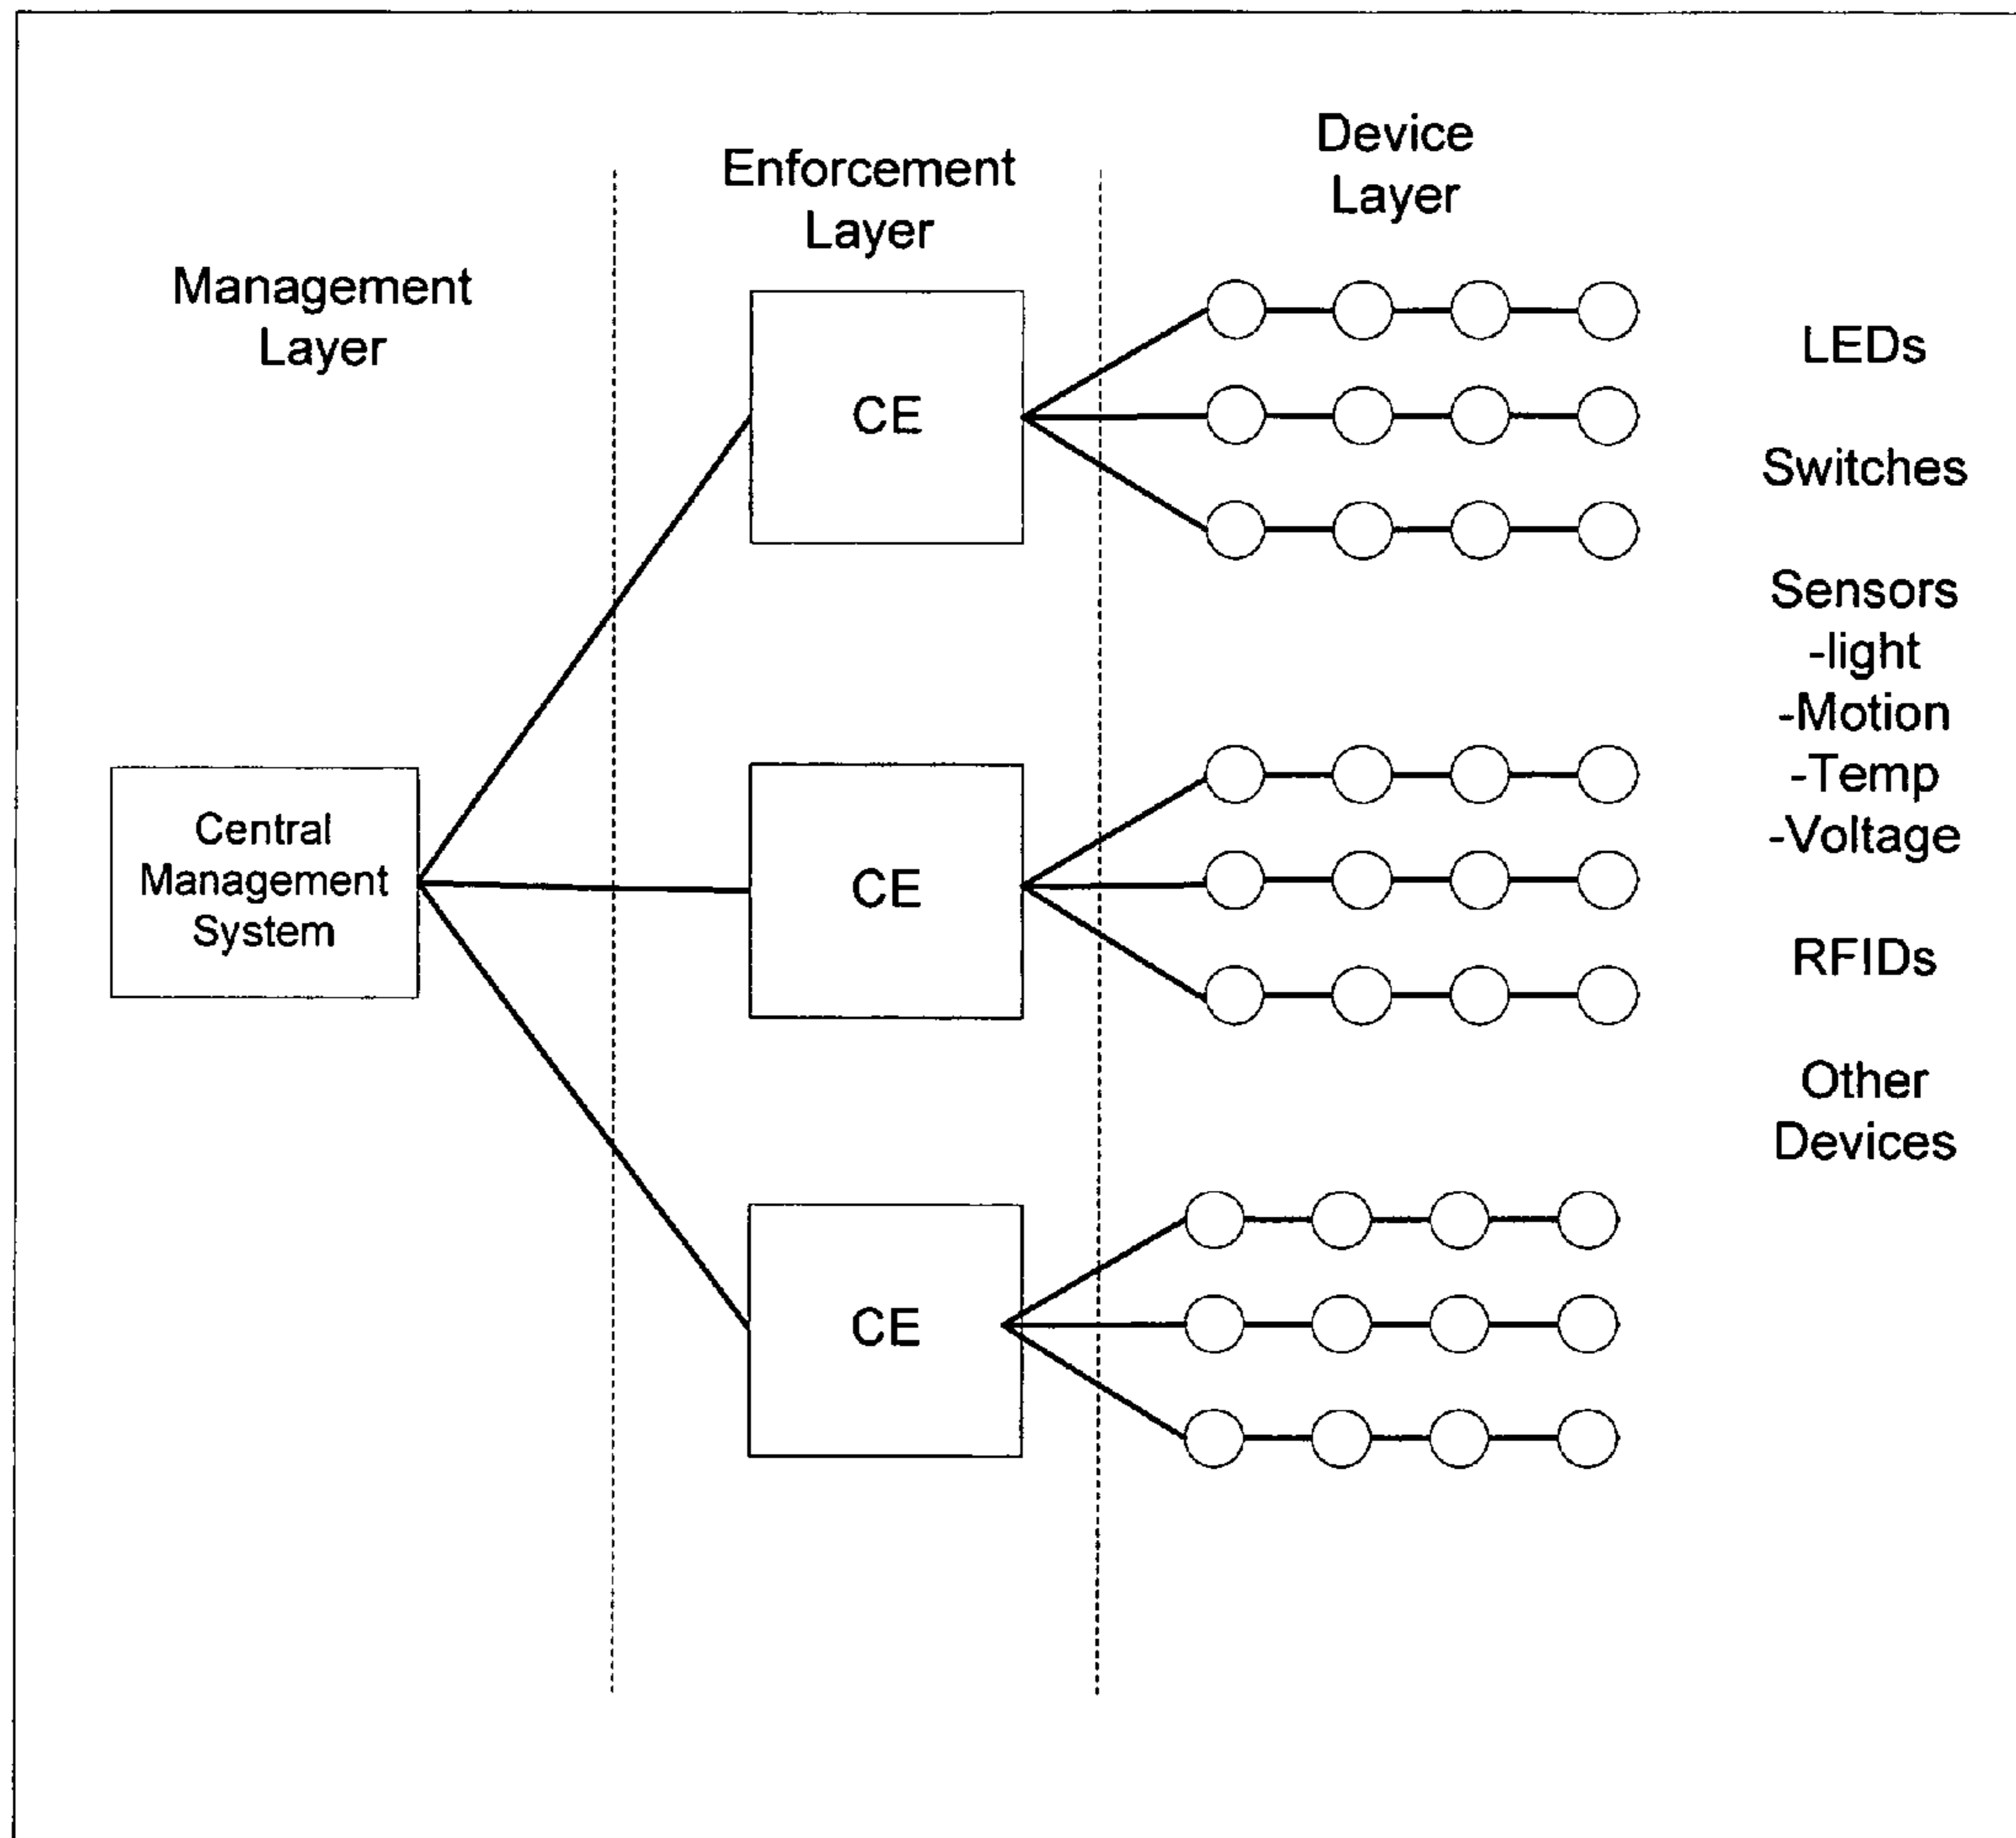 Management
Layer
Enforcement
Layer
Device
Layer
Central
Management
System
CE
CE
CE
LEDs
Switches
Sensors
-light
-Motion
-Temp
-Voltage
RFIDs
Other
Devices